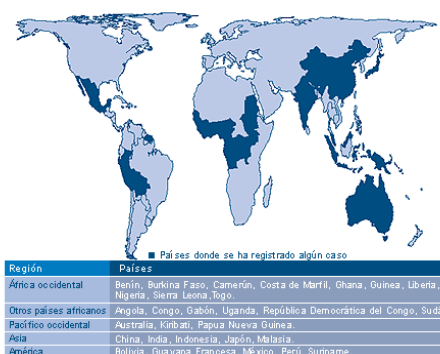 Países donde se ha registrado algún caso
Región Países
África occidental Benín, Burkina Faso, Camerún, Costa de Marfil, Ghana, Guinea, Liberia,
Nigeria, Sierra Leona,Togo.
Otros países africanos Angola, Congo, Gabón, Uganda, República Democrática del Congo,
Pacífico occidental Australia, Kiribati, Papua Nueva Guinea.
Asia China, India, Indonesia, Japón, Malasia.
América Bolivia, Guayana Francesa, México, Perú, Suriname